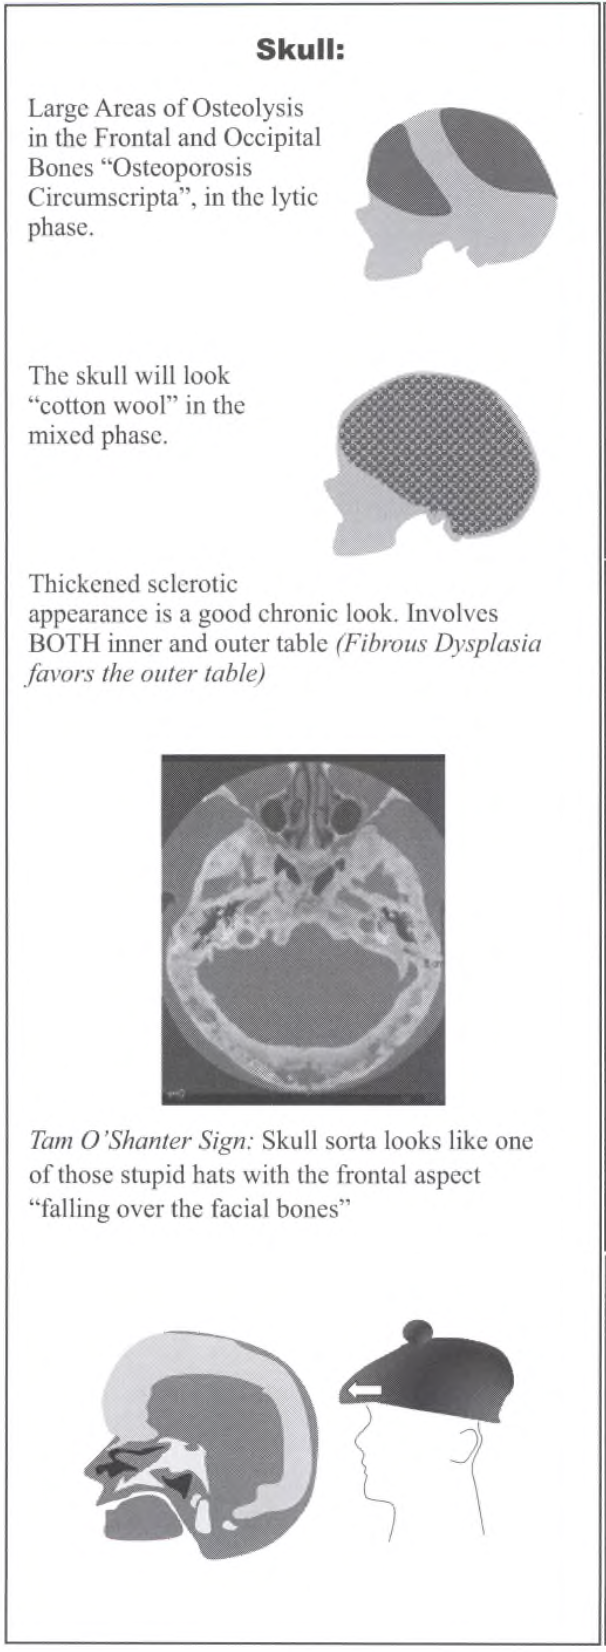 Skull:
Large Areas of Osteolysis
in the Frontal and Occipital
Bones “Osteoporosis
Circumscripta”, in the lytic
phase.
The skull will look
“cotton wool” in the
mixed phase.
Thickened sclerotic
appearance is a good chronic look. Involves
BOTH inner and outer table (Fibrous Dysplasia
favors the outer table)
Tam O’Shanter Sign: Skull sorta looks like one
of those stupid hats with the frontal aspect
“falling over the facial bones”